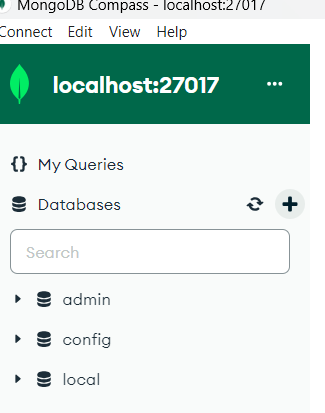 MongoDB Compass - localhost:27017
Connect Edit View Help
localhost:27017 ...
{} My Queries
Databases
Search
admin
config
local